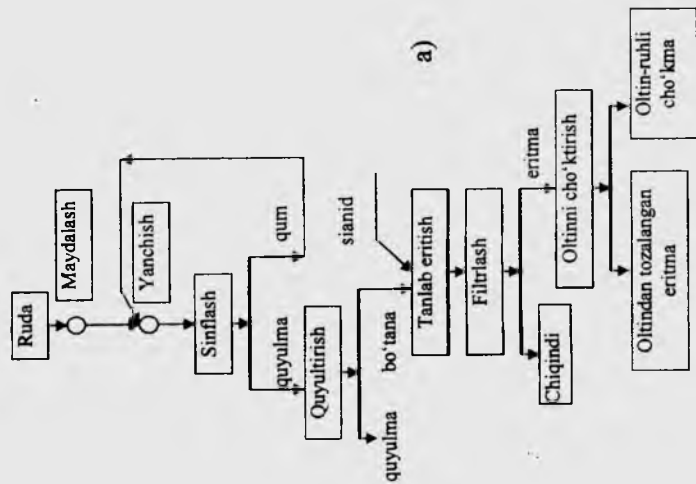 Ruda
Maydalash
Yanchish
Sinflash
quyulma
qum
Quyultirish
quyulma
bo‘tana
sianid
Tanlab eritish
Filtrlash
Chiqindi
eritma
Oltinni cho‘ktirish
Oltindan tozalangan
eritma
Oltin-ruhli
cho‘kma
a)